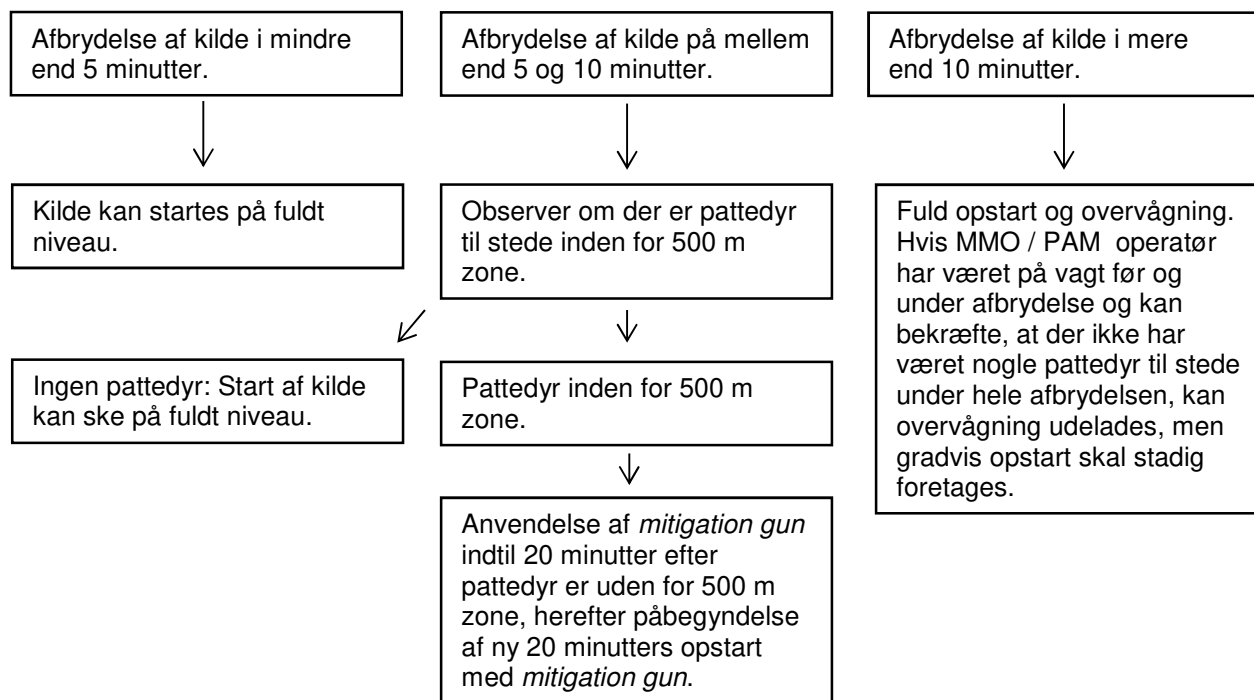 Afbrydelse af kilde i mindre
end 5 minutter.
Afbrydelse af kilde på mellem
end 5 og 10 minutter.
Afbrydelse af kilde i mere
end 10 minutter.
Kilde kan startes på fuldt
niveau.
Observer om der er pattedyr
til stede inden for 500 m
zone.
Fuld opstart og overvågning.
Hvis MMO / PAM operatør
har været på vagt før og
under afbrydelse og kan
bekræfte, at der ikke har
været nogle pattedyr til stede
under hele afbrydelsen, kan
overvågning udelades, men
gradvis opstart skal stadig
foretages.
Ingen pattedyr: Start af kilde
kan ske på fuldt niveau.
Pattedyr inden for 500 m
zone.
Anvendelse af mitigation gun
indtil 20 minutter efter
pattedyr er uden for 500 m
zone, herefter påbegyndelse
af ny 20 minutters opstart
med mitigation gun.